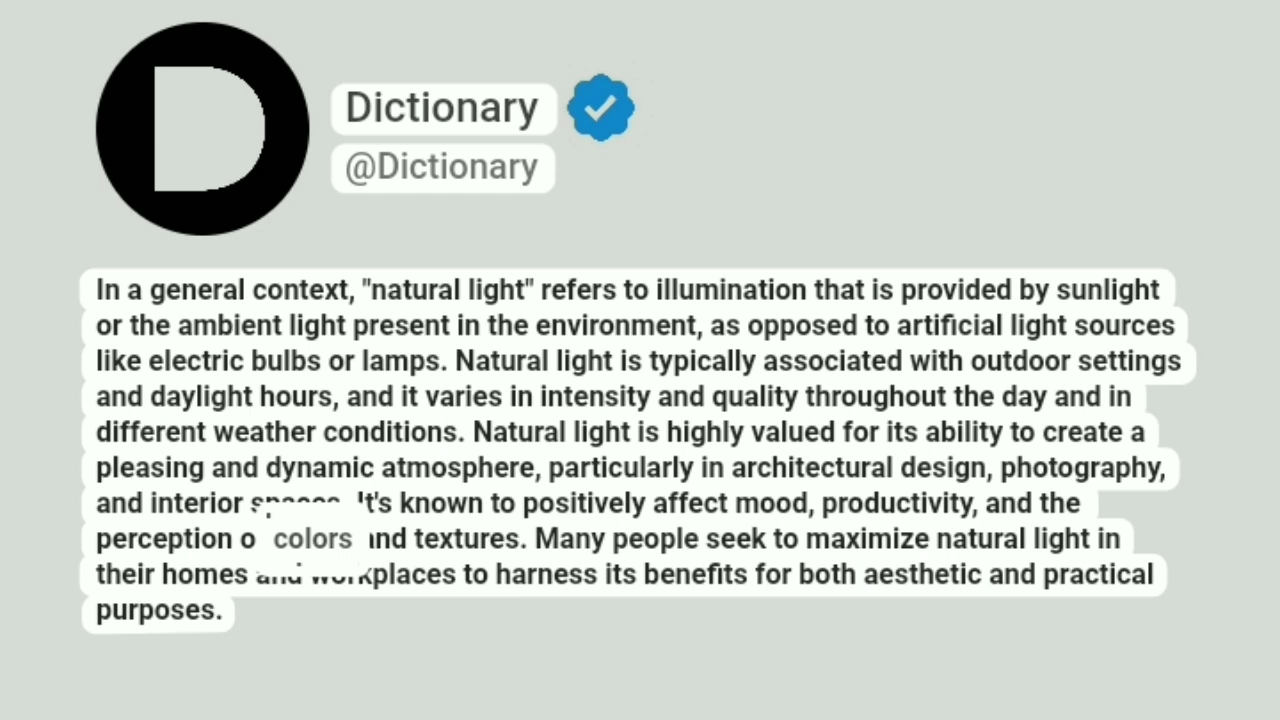 D
Dictionary
@Dictionary
In a general context, "natural light" refers to illumination that is provided by sunlight
or the ambient light present in the environment, as opposed to artificial light sources
like electric bulbs or lamps. Natural light is typically associated with outdoor settings
and daylight hours, and it varies in intensity and quality throughout the day and in
different weather conditions. Natural light is highly valued for its ability to create a
pleasing and dynamic atmosphere, particularly in architectural design, photography,
and interior It's known to positively affect mood, productivity, and the
perception colors and textures. Many people seek to maximize natural light in
their homes and workplaces to harness its benefits for both aesthetic and practical
purposes.